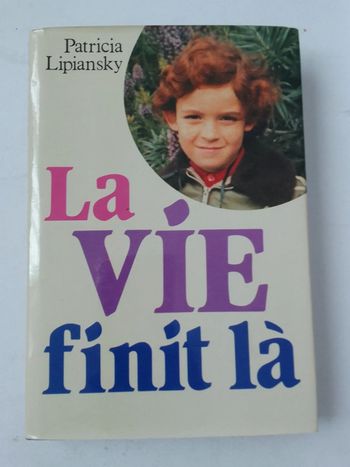 Patricia
Lipiansky
La
VIE
finit là